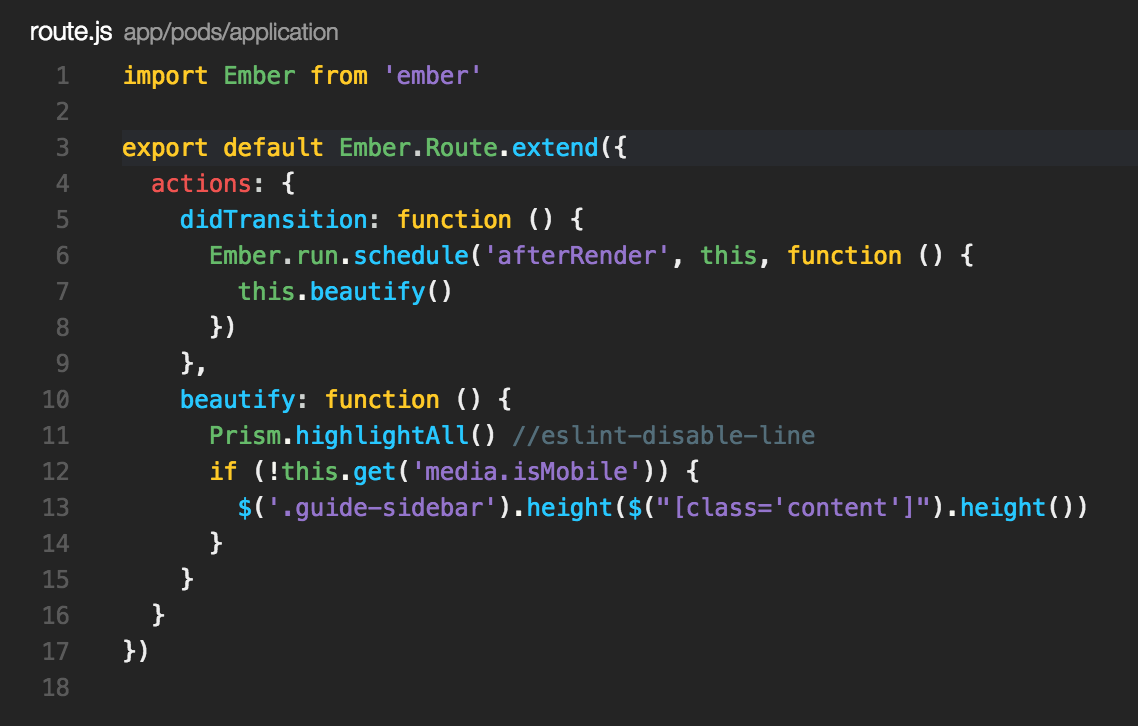 route.js app/pods/application
1 import Ember from 'ember'
2
3 export default Ember.Route.extend({
4   actions: {
5     didTransition: function () {
6       Ember.run.schedule('afterRender', this, function () {
7         this.beautify()
8       })
9     },
10     beautify: function () {
11       Prism.highlightAll() //eslint-disable-line
12       if (!this.get('media.isMobile')) {
13         $('.guide-sidebar').height($("[class='content']").height())
14       }
15     }
16   }
17 })
18